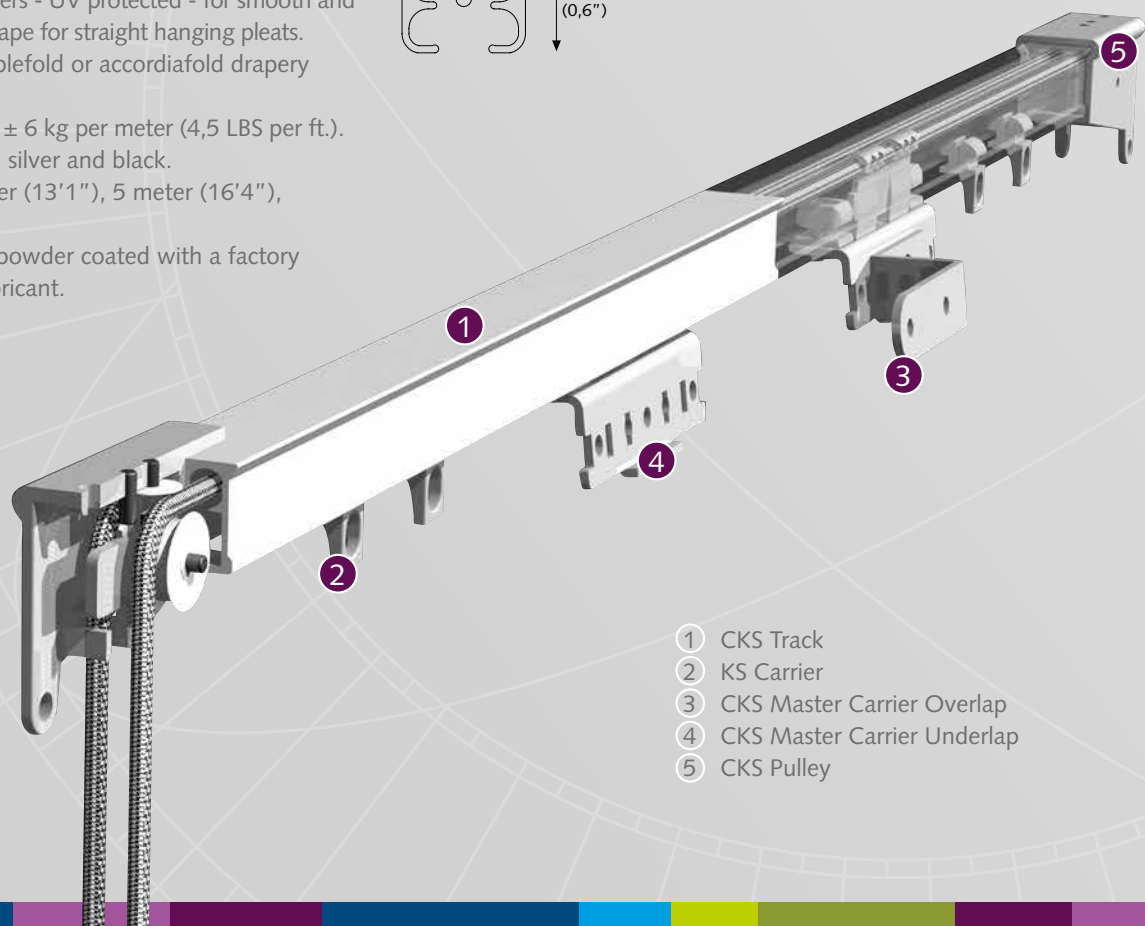 ers - UV protected - for smooth and
ape for straight hanging pleats.
plefold or accordiafold drapery
± 6 kg per meter (4,5 LBS per ft.).
silver and black.
er (13'1"), 5 meter (16'4"),
powder coated with a factory
ricant.
(0,6")
5
1
3
4
2
1 CKS Track
2 KS Carrier
3 CKS Master Carrier Overlap
4 CKS Master Carrier Underlap
5 CKS Pulley